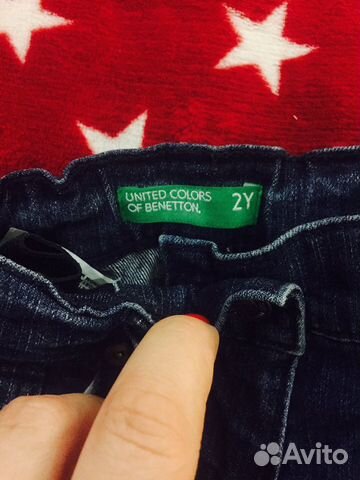 UNITED COLORS
OF BENETTON.
2Y
Avito